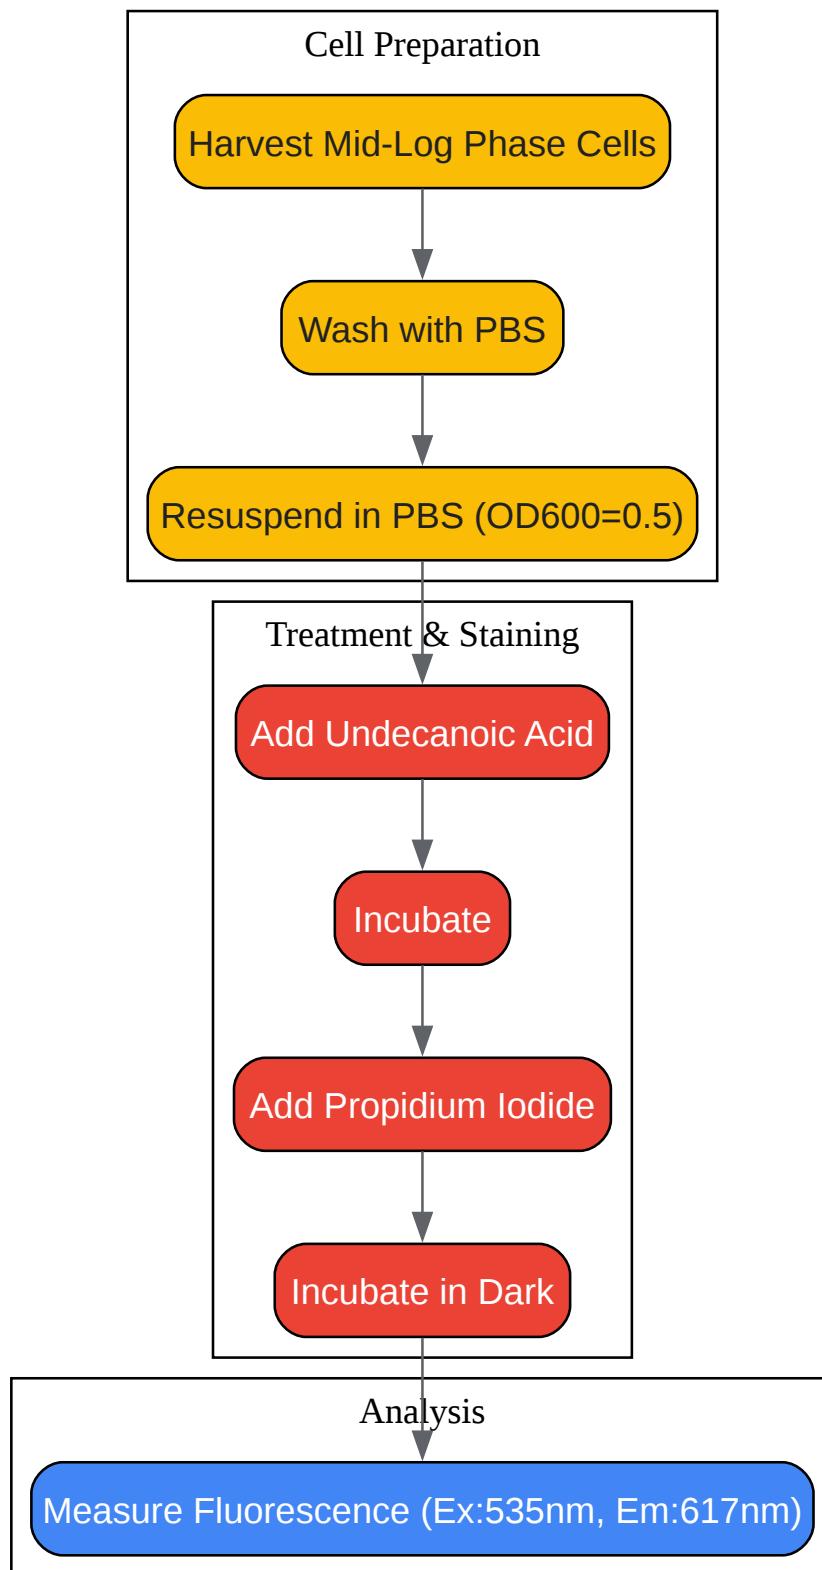 Cell Preparation
Harvest Mid-Log Phase Cells
Wash with PBS
Resuspend in PBS (OD600=0.5)
Treatment & Staining
Add Undecanoic Acid
Incubate
Add Propidium Iodide
Incubate in Dark
Analysis
Measure Fluorescence (Ex:535nm, Em:617nm)